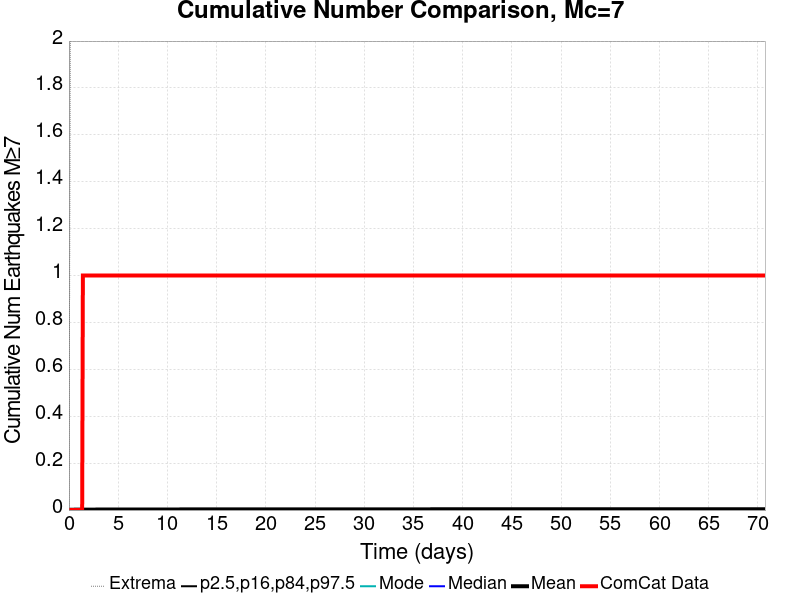 Cumulative Number Comparison, Mc=7
Cumulative Num Earthquakes M≥7
2
1.8
1.6
1.4
1.2
1
0.8
0.6
0.4
0.2
0
0 5 10 15 20 25 30 35 40 45 50 55 60 65 70
Time (days)
Extrema p2.5,p16,p84,p97.5 Mode Median Mean ComCat Data